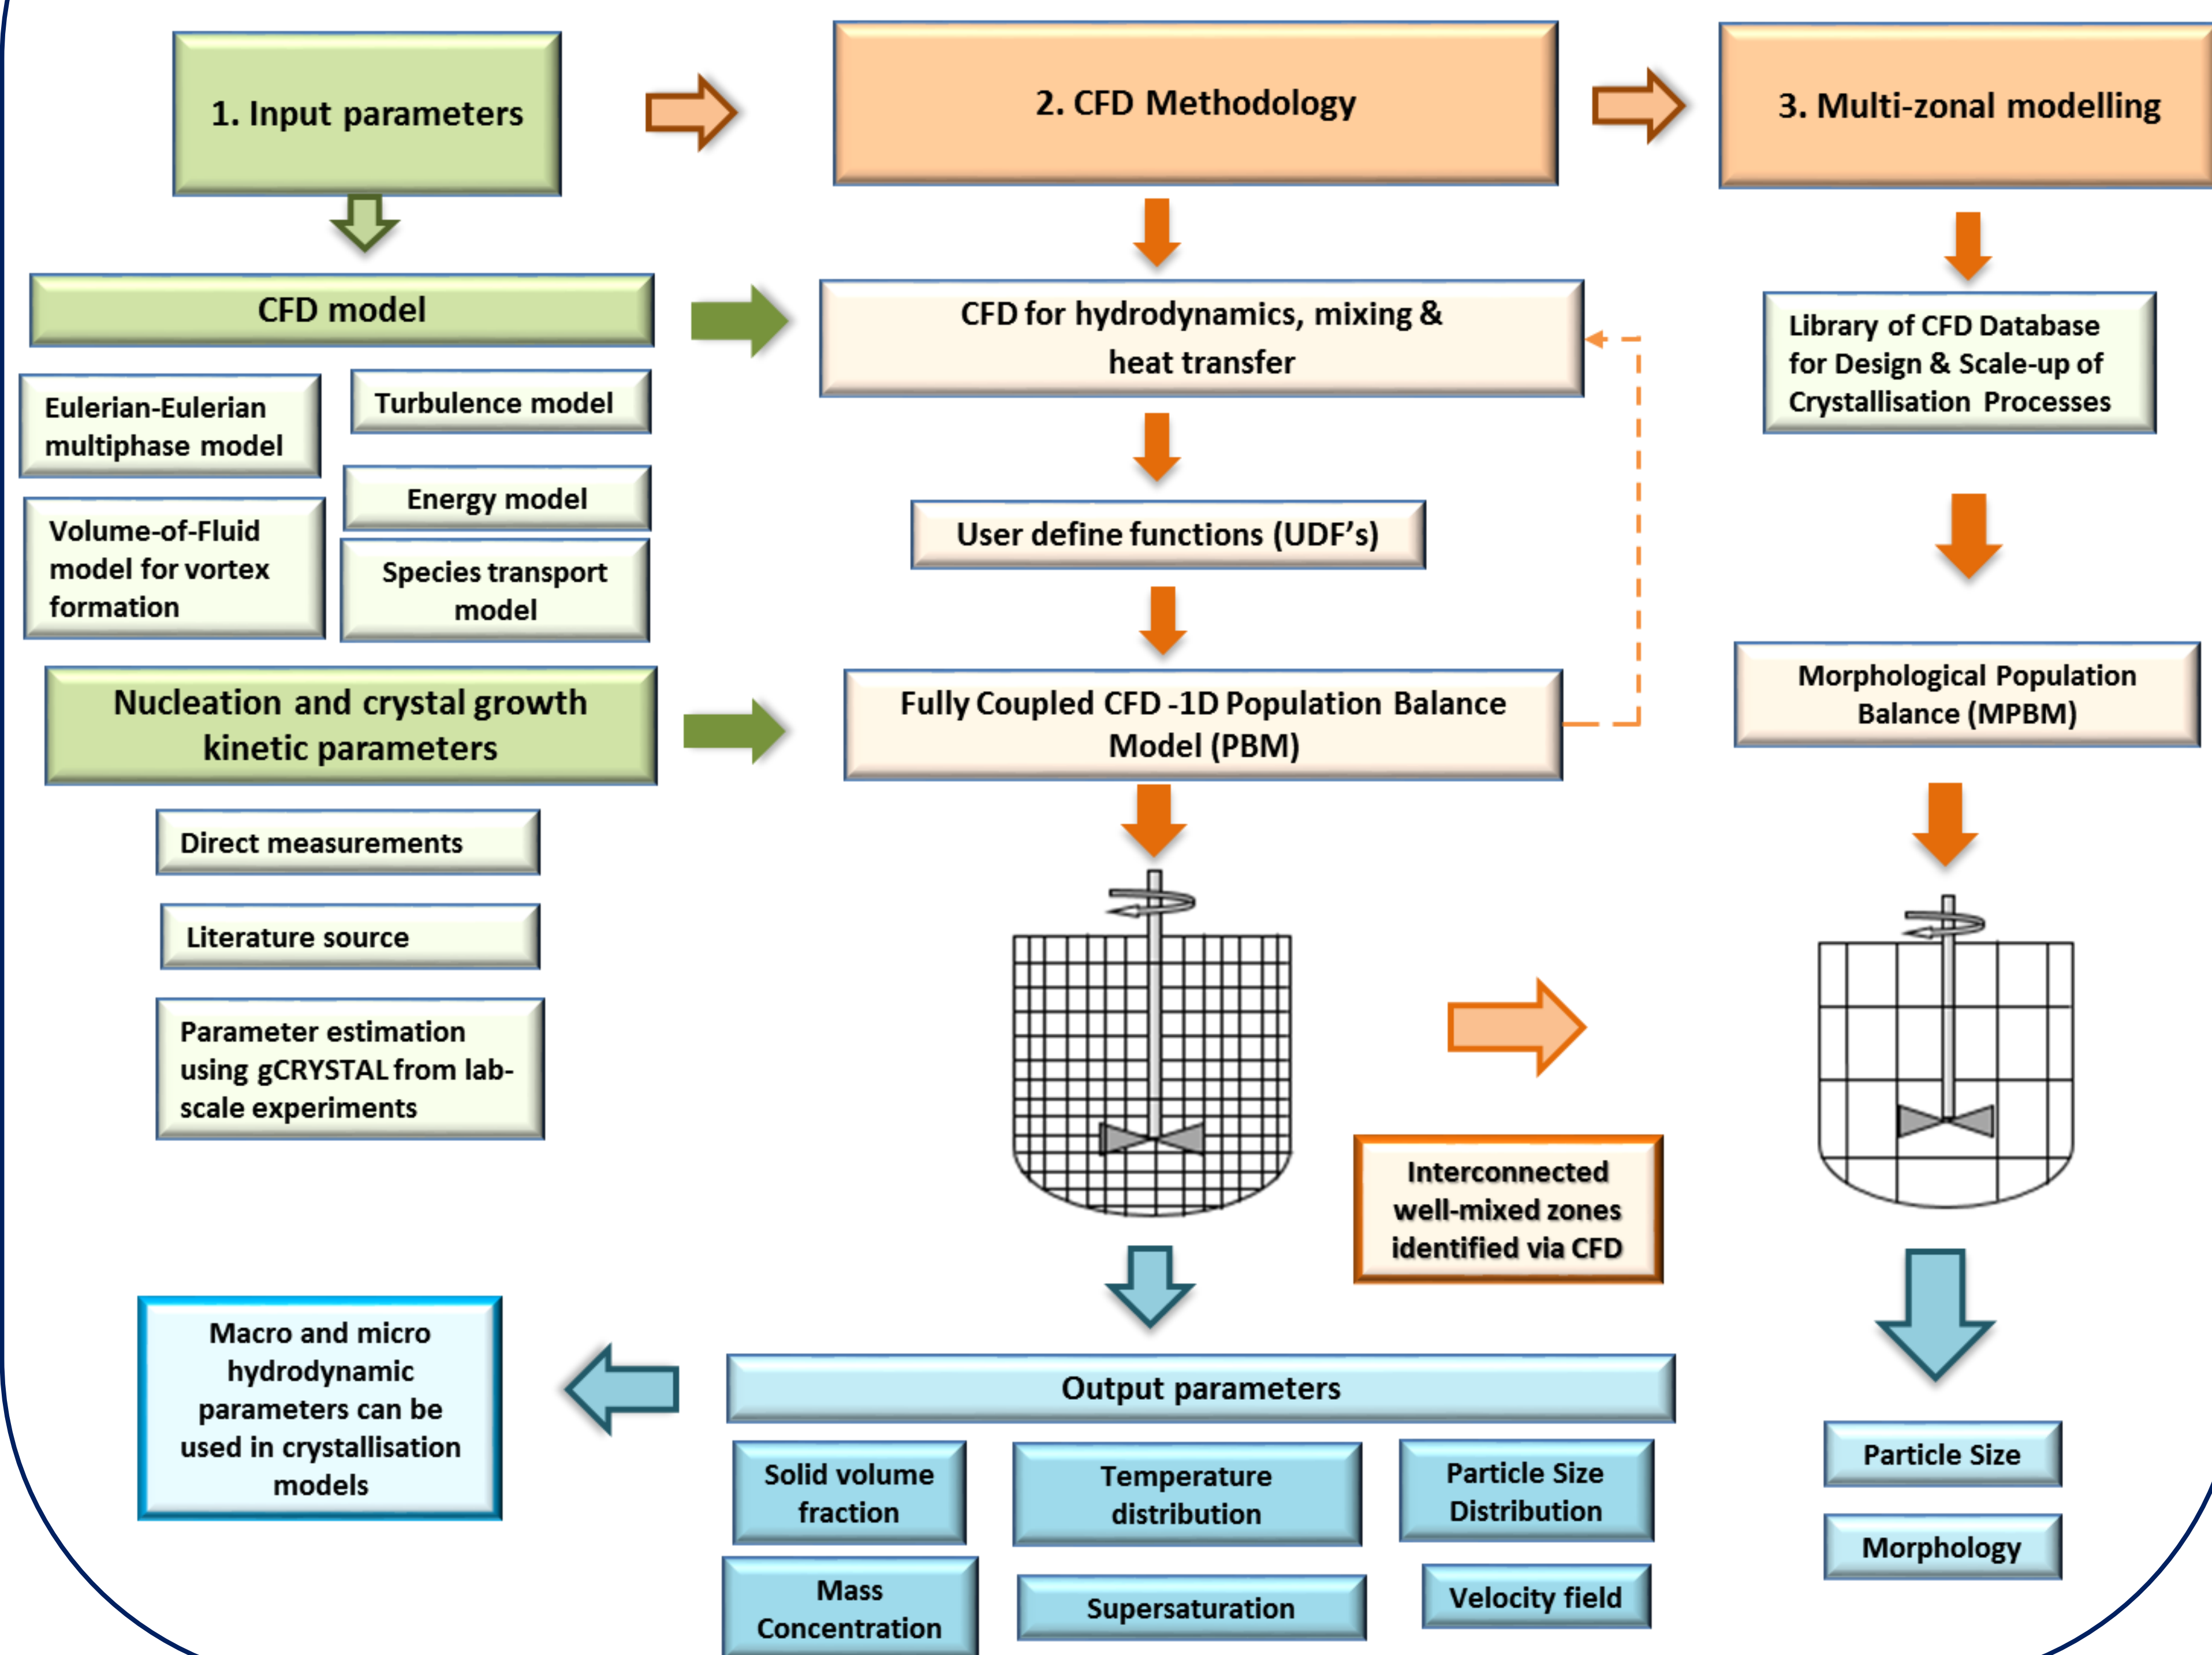 1. Input parameters
2. CFD Methodology
3. Multi-zonal modelling
CFD model
Eulerian-Eulerian
multiphase model
Turbulence model
Energy model
Volume-of-Fluid
model for vortex
formation
Species transport
model
Nucleation and crystal growth
kinetic parameters
Direct measurements
Literature source
Parameter estimation
using gCRYSTAL from lab-
scale experiments
CFD for hydrodynamics, mixing &
heat transfer
User define functions (UDF's)
Fully Coupled CFD -1D Population Balance
Model (PBM)
Library of CFD Database
for Design & Scale-up of
Crystallisation Processes
Morphological Population
Balance (MPBM)
Interconnected
well-mixed zones
identified via CFD
Macro and micro
hydrodynamic
parameters can be
used in crystallisation
models
Output parameters
Solid volume
fraction
Temperature
distribution
Particle Size
Distribution
Mass
Concentration
Supersaturation
Velocity field
Particle Size
Morphology